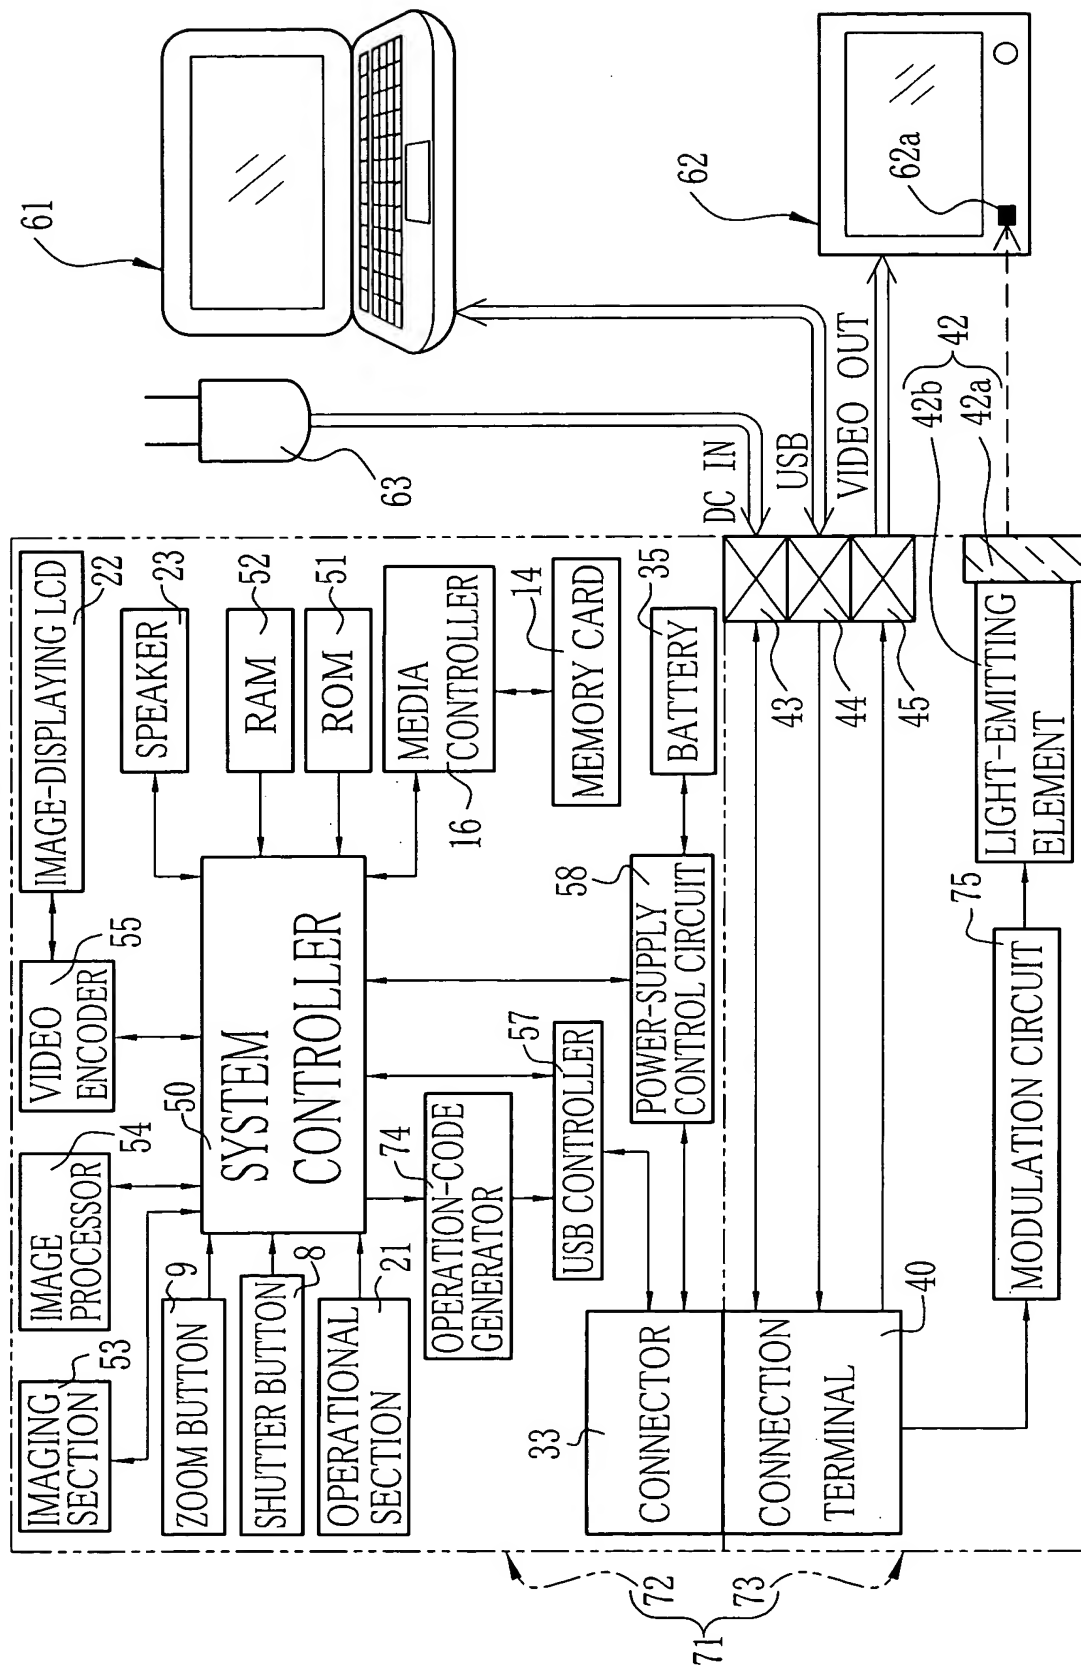 IMAGING
SECTION
53
IMAGE
PROCESSOR
54
VIDEO
ENCODER
55
IMAGE-DISPLAYING LCD
22
ZOOM BUTTON
9
SHUTTER BUTTON
8
OPERATIONAL
SECTION
21
SYSTEM
CONTROLLER
50
SPEAKER
23
RAM
52
ROM
51
MEDIA
CONTROLLER
16
MEMORY CARD
14
OPERATION-CODE
GENERATOR
74
USB CONTROLLER
57
POWER-SUPPLY
CONTROL CIRCUIT
58
BATTERY
35
CONNECTOR
33
CONNECTION
TERMINAL
40
43
44
45
DC IN
USB
VIDEO OUT
MODULATION CIRCUIT
75
LIGHT-EMITTING
ELEMENT
42b
42a
42
61
63
62
62a
71
72
73